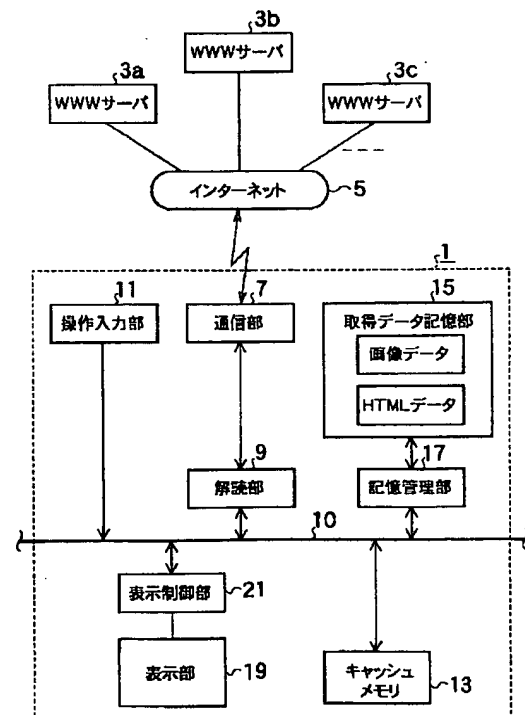 3b
WWWサーバ
3a
WWWサーバ
3c
WWWサーバ
インターネット
5
1
11
操作入力部
7
通信部
15
取得データ記憶部
画像データ
HTMLデータ
9
解読部
17
記憶管理部
10
表示制御部
21
表示部
19
キャッシュ
メモリ
13